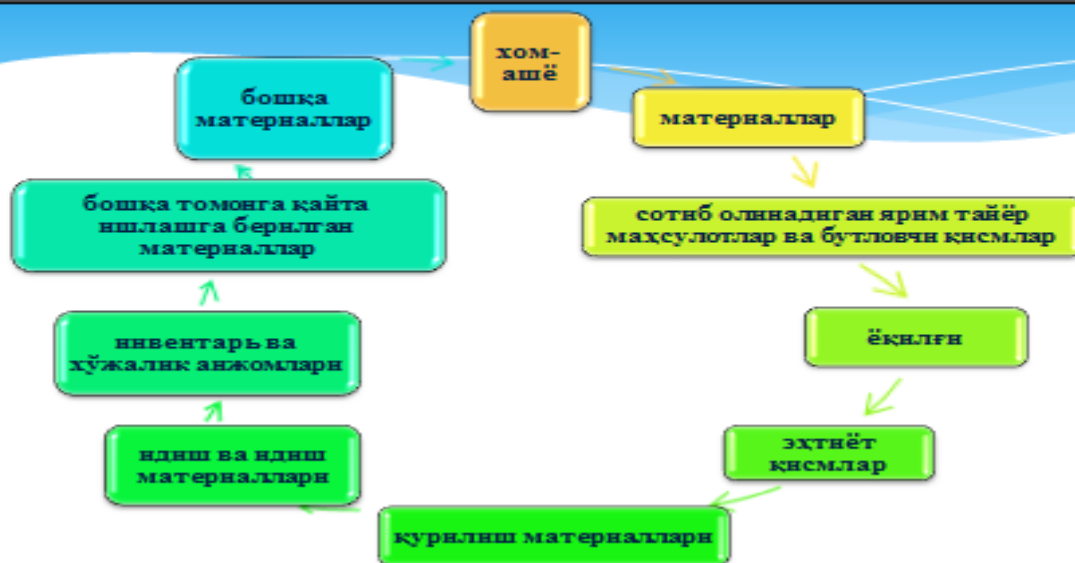 хом-
ашё
материаллар
сотиб олинадиган ярим тайёр
маҳсулотлар ва бутловчи қисмлар
ёқилғи
эҳтиёт
қисмлар
қурилиш материаллари
идиш ва идиш
материаллари
инвентарь ва
хўжалик анжомлари
бошқа томонга қайта
ишлашга берилган
материаллар
бошқа
материаллар